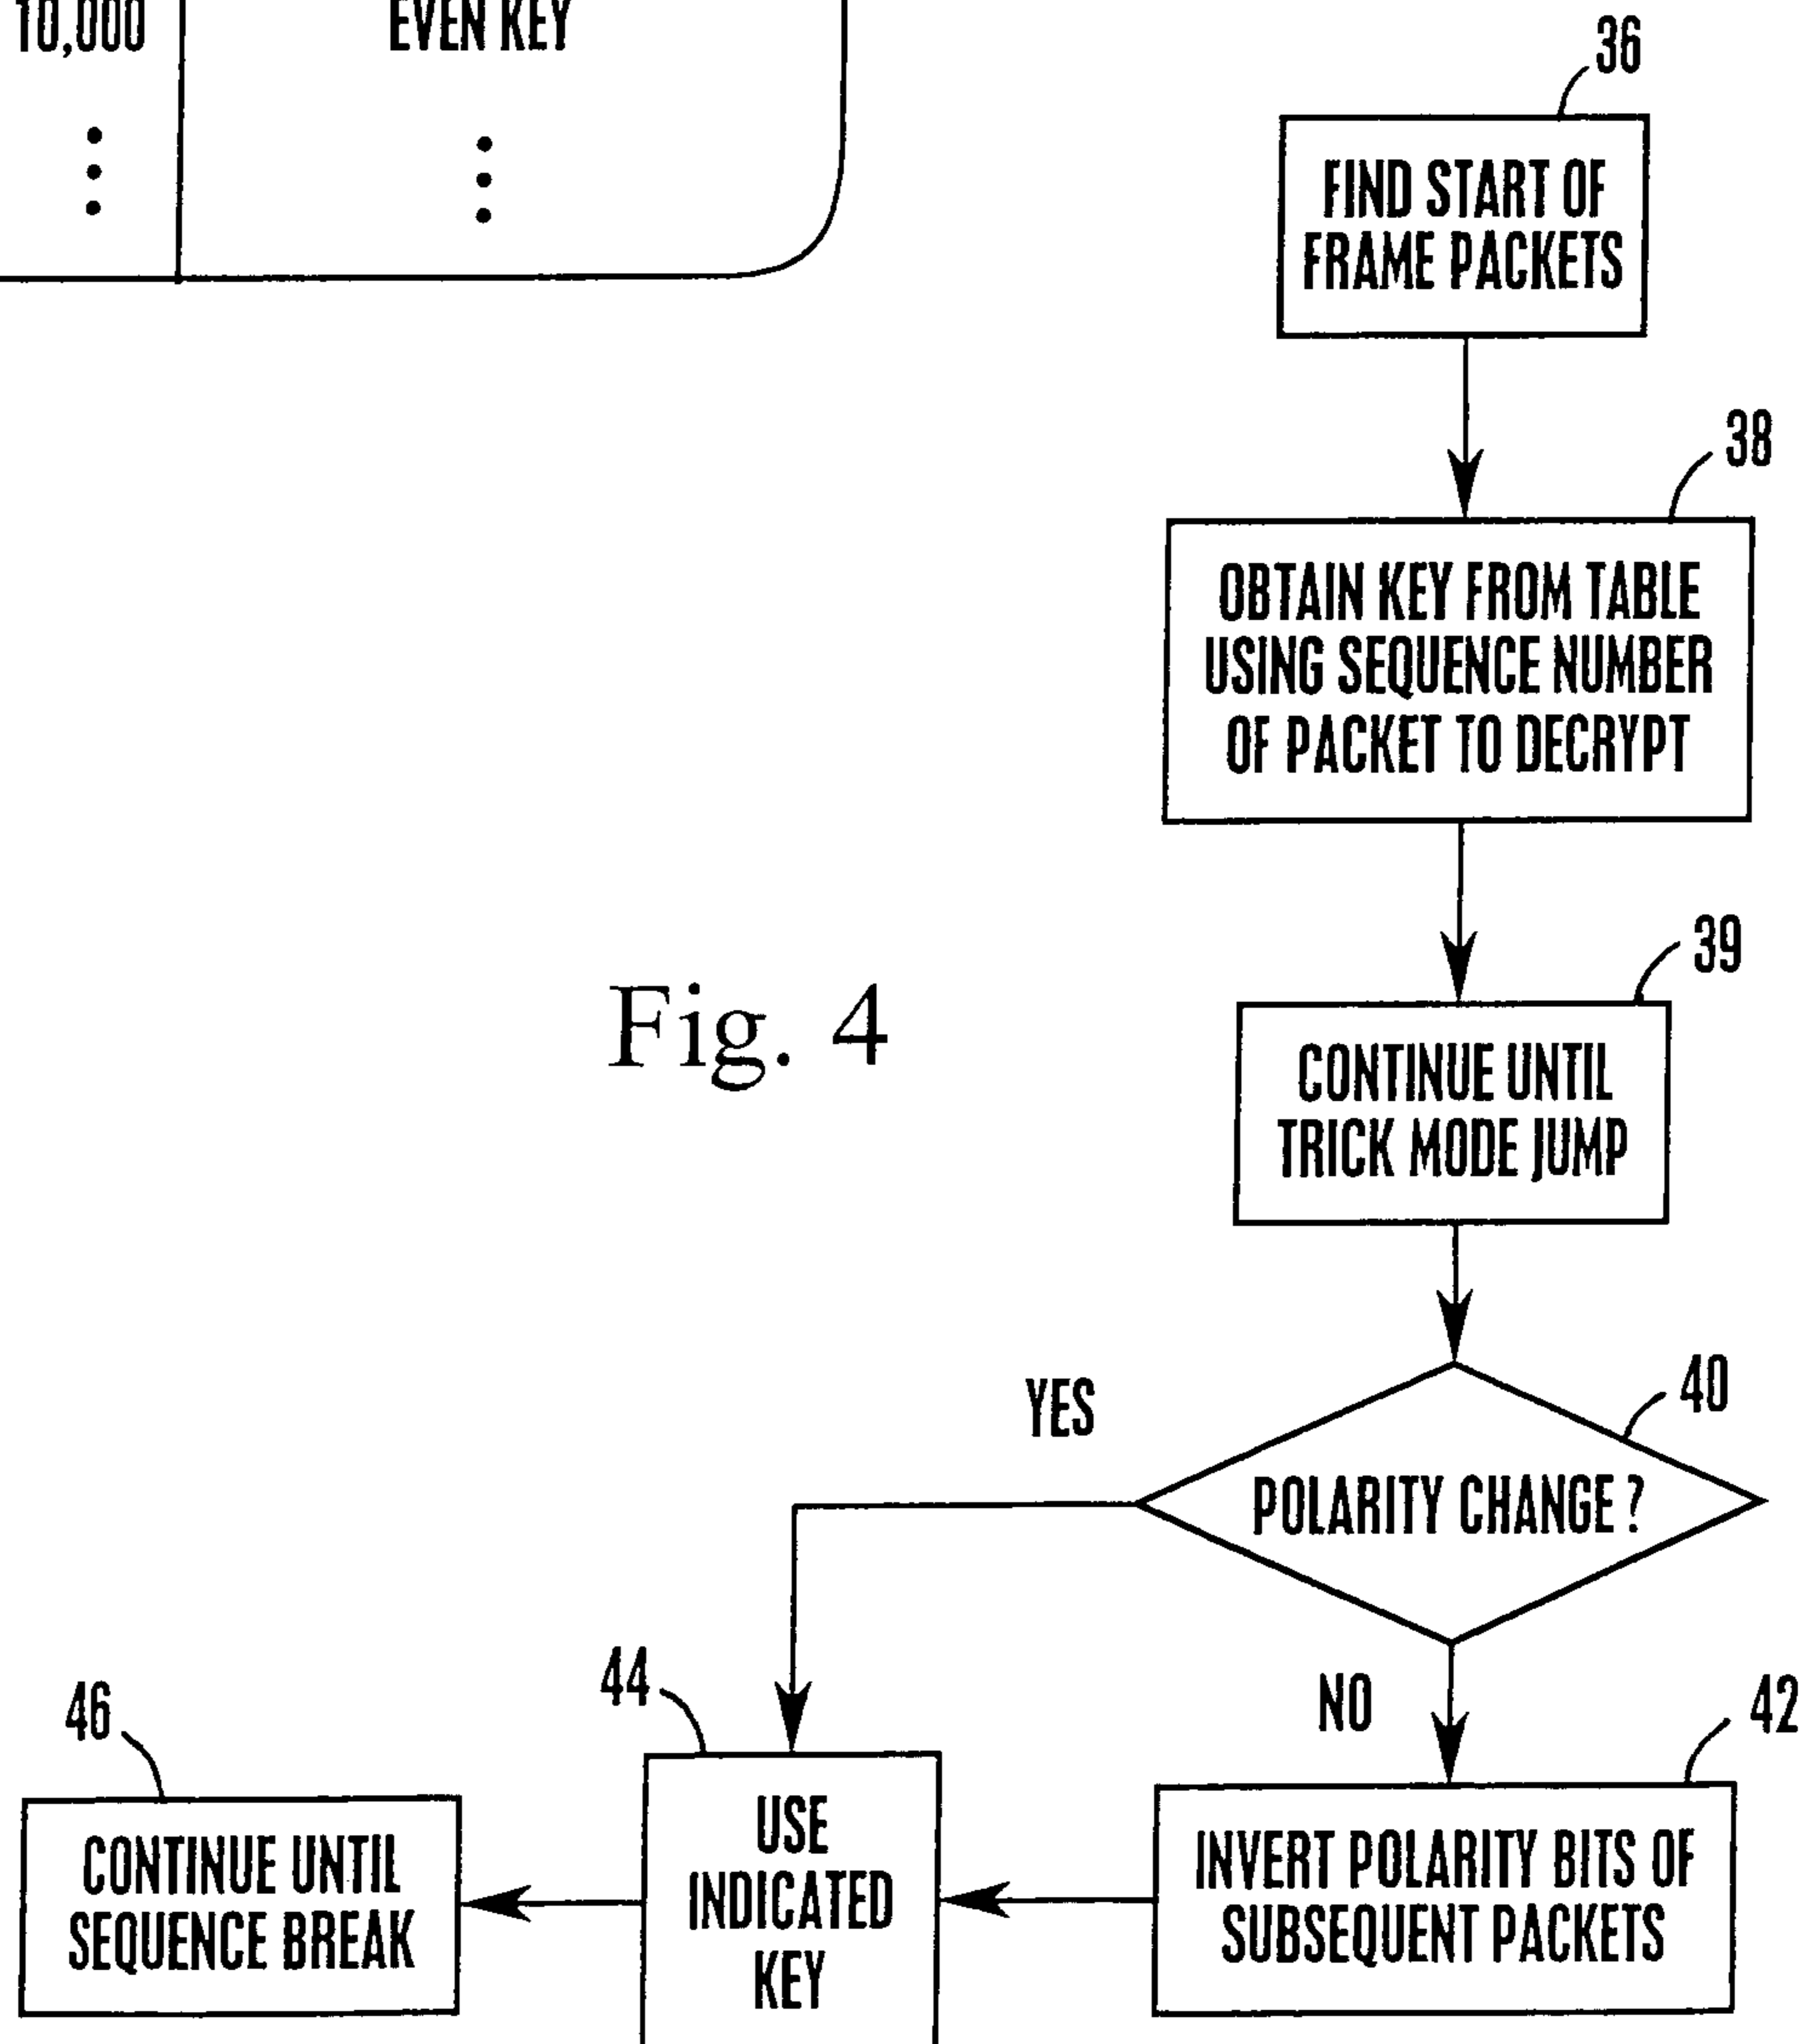 10,000
EVEN KEY
36
FIND START OF
FRAME PACKETS
38
OBTAIN KEY FROM TABLE
USING SEQUENCE NUMBER
OF PACKET TO DECRYPT
39
CONTINUE UNTIL
TRICK MODE JUMP
Fig. 4
40
YES
POLARITY CHANGE?
NO
42
INVERT POLARITY BITS OF
SUBSEQUENT PACKETS
44
USE
INDICATED
KEY
46
CONTINUE UNTIL
SEQUENCE BREAK